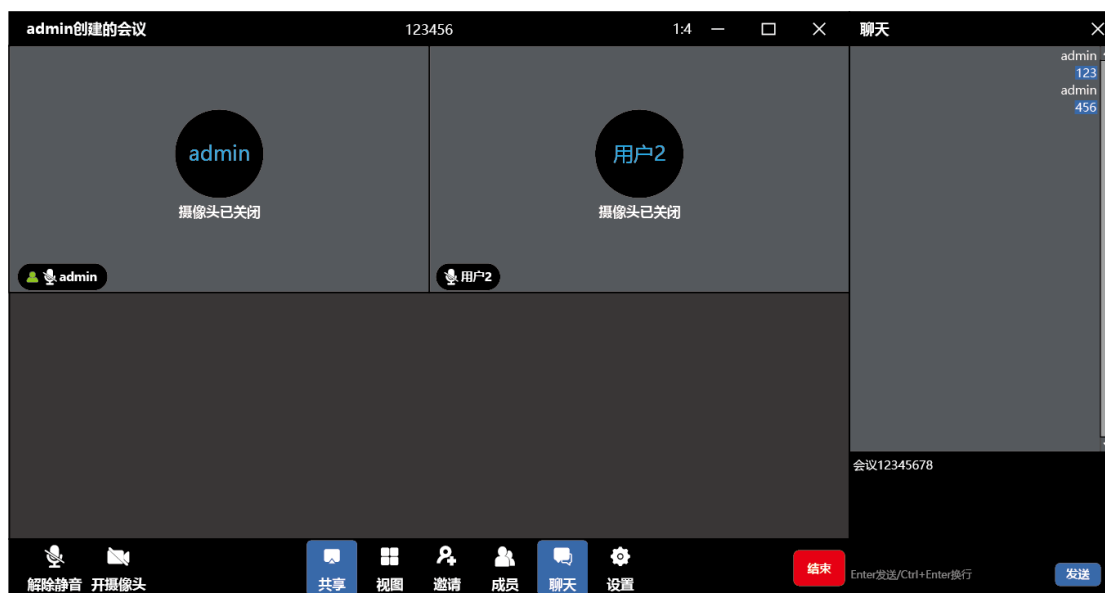 admin创建的会议 123456 1:4
聊天
admin
123
admin
456
admin 用户2
摄像头已关闭 摄像头已关闭
admin 用户2
会议12345678
解除静音 开摄像头 共享 视图 邀请 成员 聊天 设置 结束
Enter发送/Ctrl+Enter换行 发送